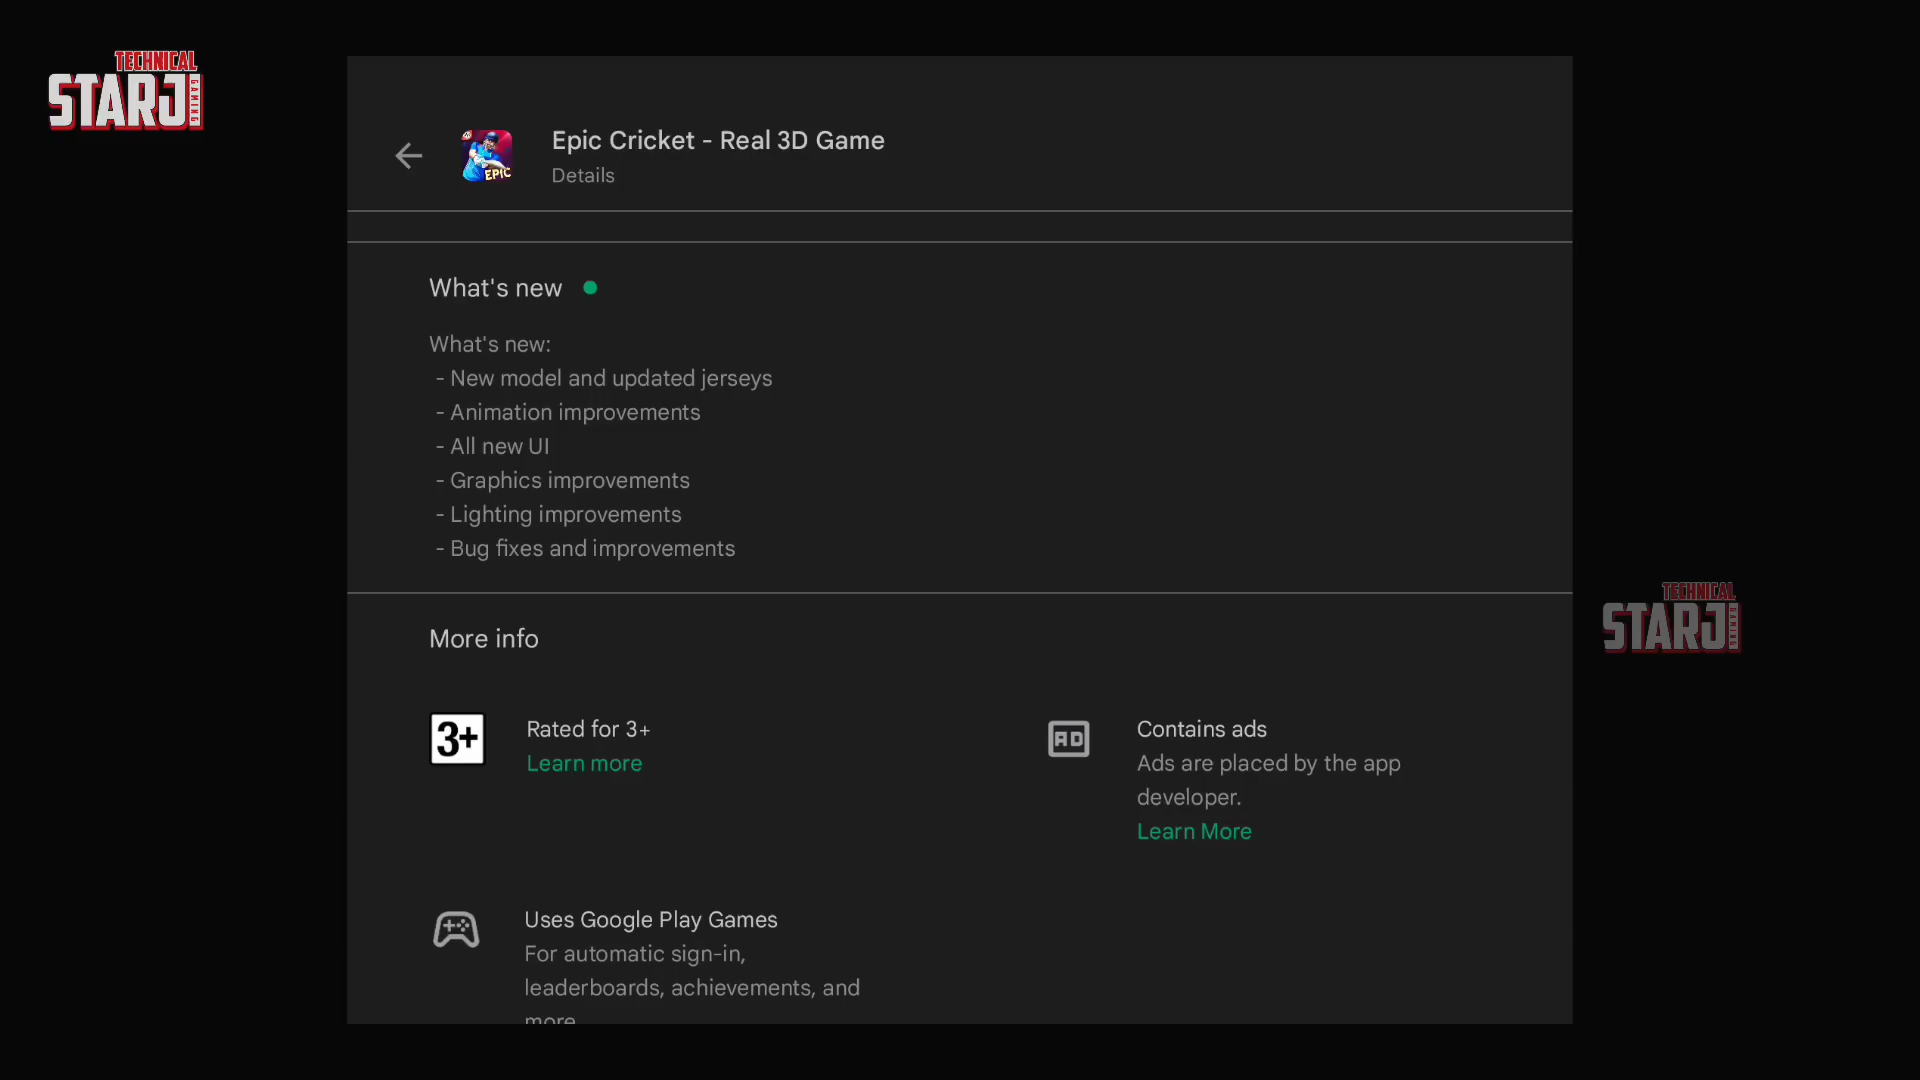 TECHNICAL
STARJI
GAMING
Epic Cricket - Real 3D Game
Details
EPIC
What's new
What's new:
- New model and updated jerseys
- Animation improvements
- All new UI
- Graphics improvements
- Lighting improvements
- Bug fixes and improvements
TECHNICAL
STARJI
GAMING
More info
3+
Rated for 3+
Learn more
AD
Contains ads
Ads are placed by the app
developer.
Learn More
Uses Google Play Games
For automatic sign-in,
leaderboards, achievements, and
more